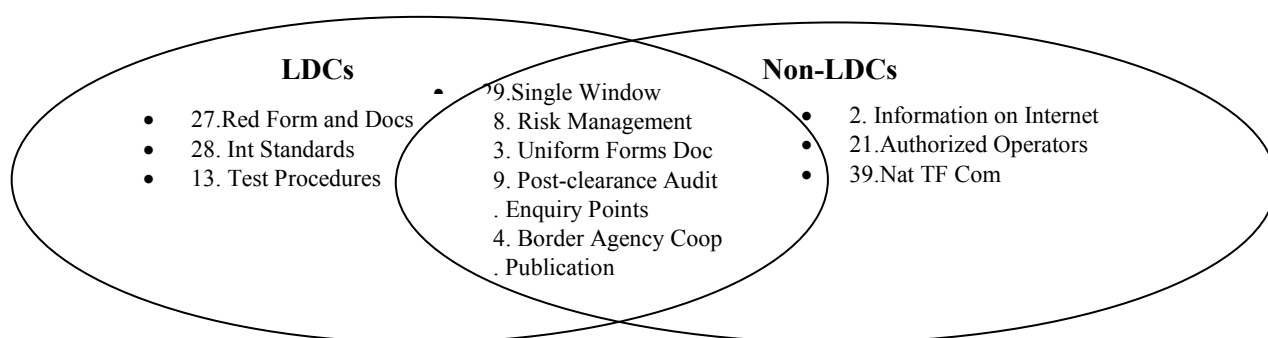 LDCs
• 27.Red Form and Docs
• 28. Int Standards
• 13. Test Procedures
• 29.Single Window
8. Risk Management
3. Uniform Forms Doc
9. Post-clearance Audit
. Enquiry Points
4. Border Agency Coop
. Publication
Non-LDCs
• 2. Information on Internet
• 21.Authorized Operators
• 39.Nat TF Com